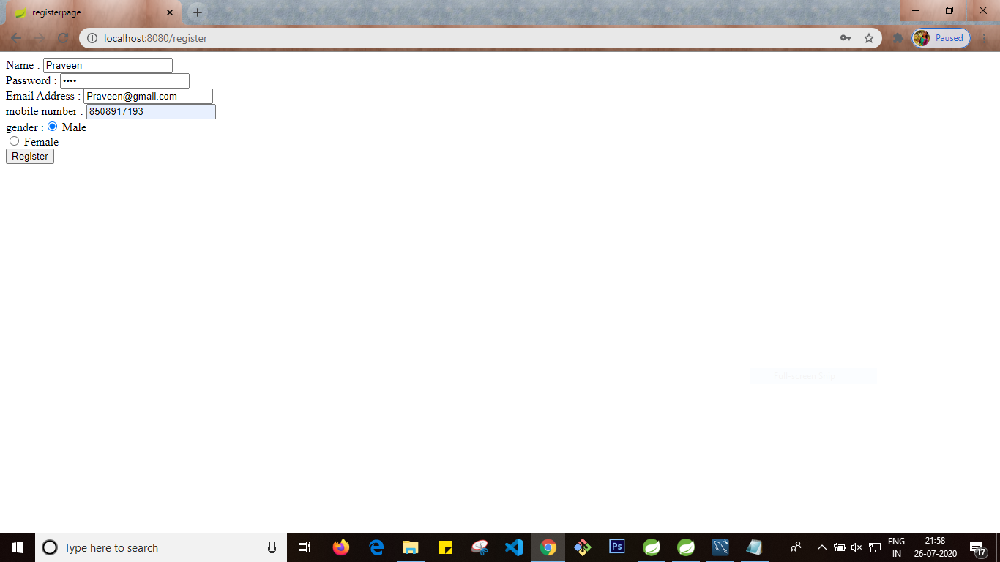 registerpage
localhost:8080/register
Paused
Name : Praveen
Password : ••••
Email Address : Praveen@gmail.com
mobile number : 8508917193
gender : Male
Female
Register
Full-screen Snip
Type here to search
Ps
ENG
IN
21:58
26-07-2020
17